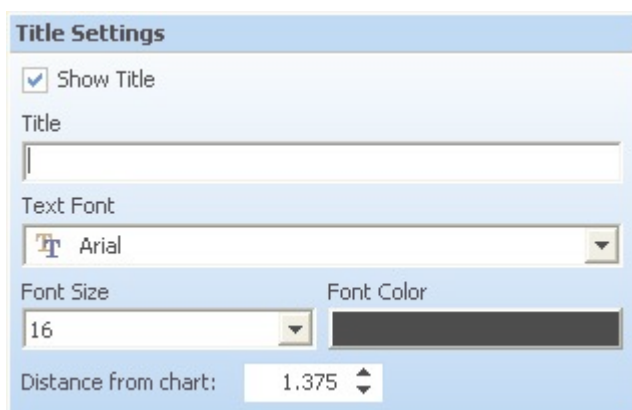 Title Settings
Show Title
Title
Text Font
Arial
Font Size Font Color
16
Distance from chart: 1.375